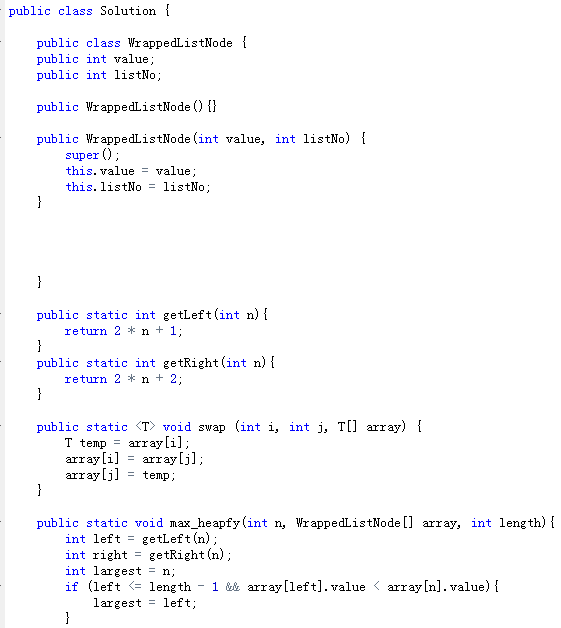 public class Solution {
public class WrappedListNode {
public int value;
public int listNo;
public WrappedListNode(){}
public WrappedListNode(int value, int listNo) {
super();
this.value = value;
this.listNo = listNo;
}
}
public static int getLeft(int n){
return 2 * n + 1;
}
public static int getRight(int n){
return 2 * n + 2;
}
public static <T> void swap (int i, int j, T[] array) {
T temp = array[i];
array[i] = array[j];
array[j] = temp;
}
public static void max_heapfy(int n, WrappedListNode[] array, int length){
int left = getLeft(n);
int right = getRight(n);
int largest = n;
if (left <= length - 1 && array[left].value < array[n].value){
largest = left;
}